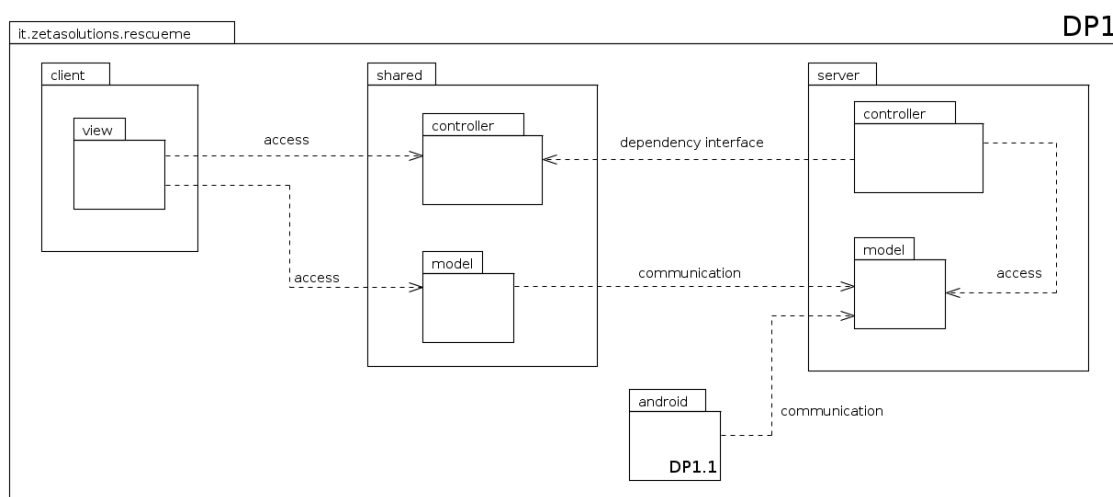 DP1
it.zetasolutions.rescueme
client
shared
server
view
controller
controller
access
dependency interface
model
model
access
communication
access
android
communication
DP1.1